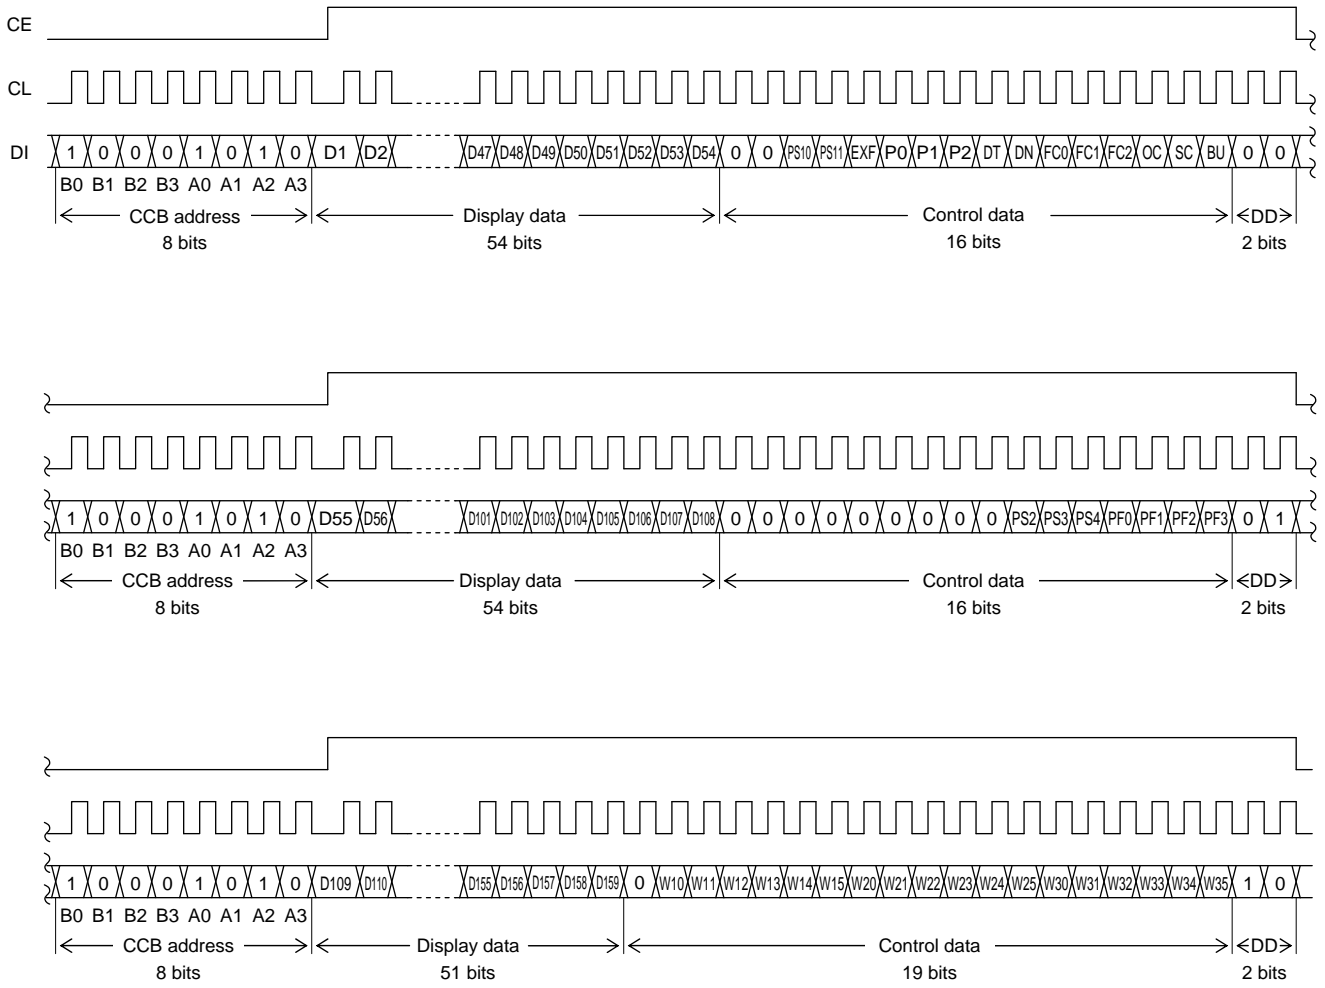 CE
CL
DI 1 0 0 0 1 0 1 0 D1 D2 D47 D48 D49 D50 D51 D52 D53 D54 0 0 PS10 PS11 EXF P0 P1 P2 DT DN FC0 FC1 FC2 OC SC BU 0 0
B0 B1 B2 B3 A0 A1 A2 A3
CCB address Display data Control data DD
8 bits 54 bits 16 bits 2 bits
1 0 0 0 1 0 1 0 D55 D56 D101 D102 D103 D104 D105 D106 D107 D108 0 0 0 0 0 0 0 0 0 PS2 PS3 PS4 PF0 PF1 PF2 PF3 0 1
B0 B1 B2 B3 A0 A1 A2 A3
CCB address Display data Control data DD
8 bits 54 bits 16 bits 2 bits
1 0 0 0 1 0 1 0 D109 D110 D155 D156 D157 D158 D159 0 W10 W11 W12 W13 W14 W15 W20 W21 W22 W23 W24 W25 W30 W31 W32 W33 W34 W35 1 0
B0 B1 B2 B3 A0 A1 A2 A3
CCB address Display data Control data DD
8 bits 51 bits 19 bits 2 bits